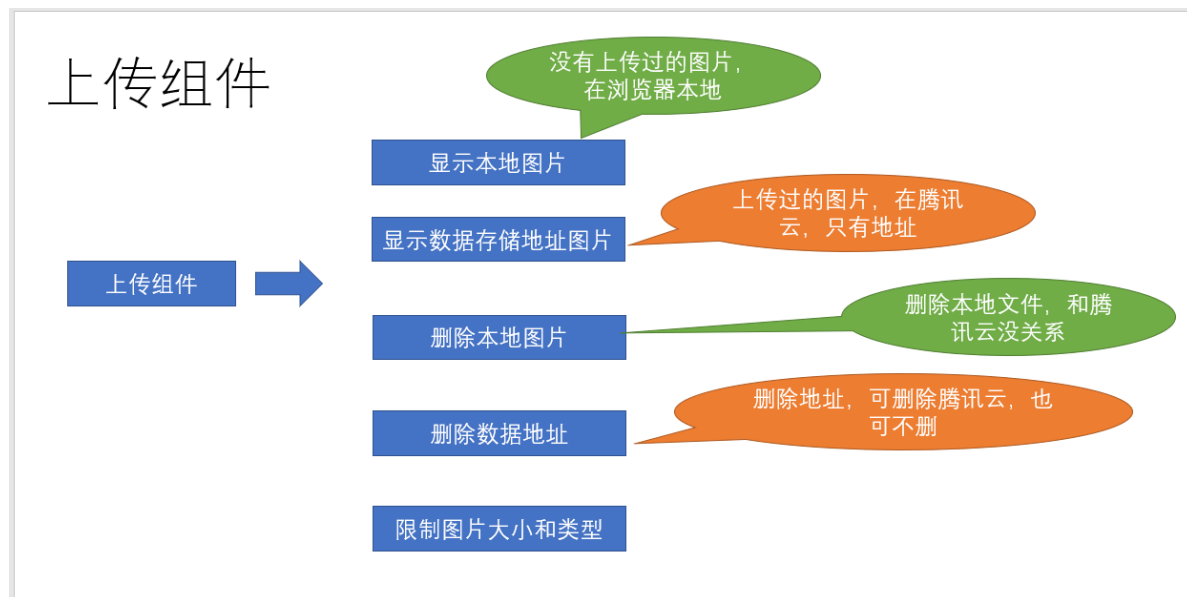 上传组件
没有上传过的图片，
在浏览器本地
显示本地图片
上传过的图片，在腾讯
云，只有地址
显示数据存储地址图片
上传组件
删除本地文件，和腾
讯云没关系
删除本地图片
删除地址，可删除腾讯云，也
可不删
删除数据地址
限制图片大小和类型